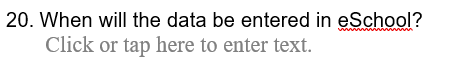 20. When will the data be entered in eSchool?
Click or tap here to enter text.